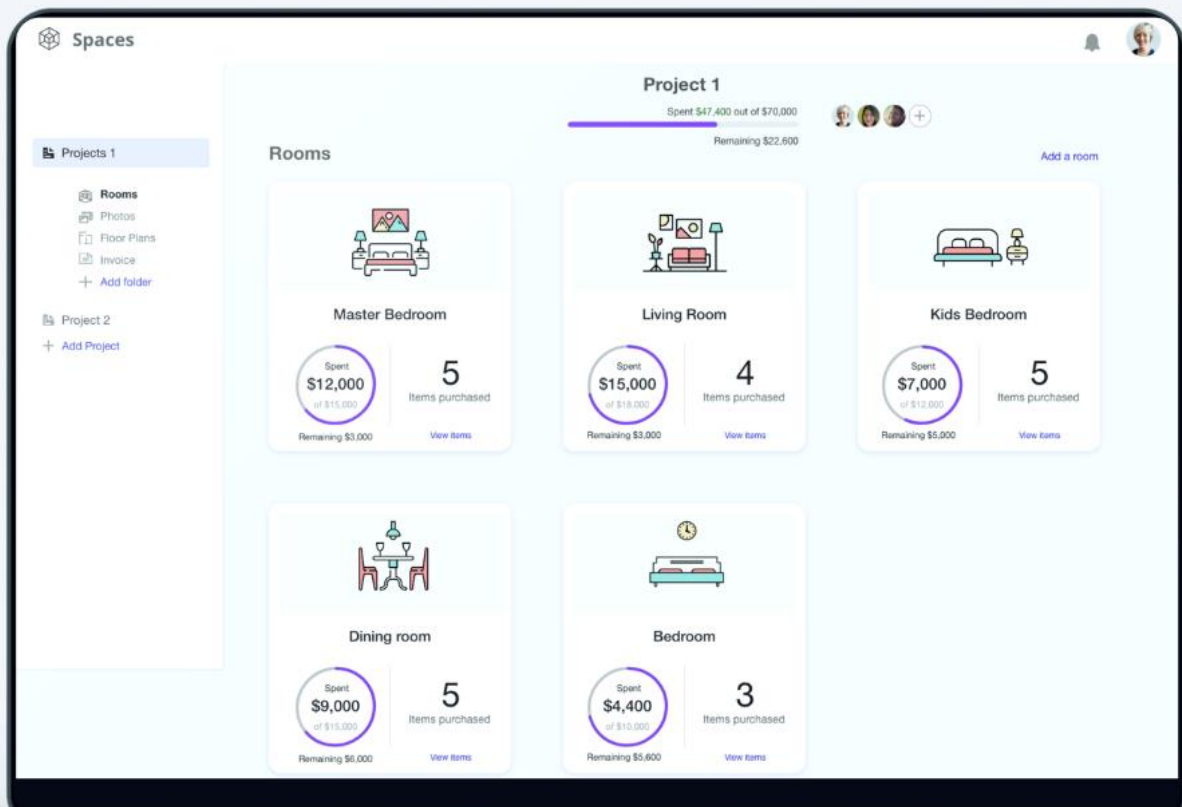 Spaces
Project 1
Spent $47,400 out of $70,000
Remaining $22,600
Projects 1
Rooms
Photos
Floor Plans
Invoice
Add folder
Project 2
Add Project
Rooms
Add a room
Master Bedroom
Spent
$12,000
of $15,000
Remaining $3,000
5
Items purchased
View items
Living Room
Spent
$15,000
of $18,000
Remaining $3,000
4
Items purchased
View items
Kids Bedroom
Spent
$7,000
of $12,000
Remaining $5,000
5
Items purchased
View items
Dining room
Spent
$9,000
of $15,000
Remaining $6,000
5
Items purchased
View items
Bedroom
Spent
$4,400
of $10,000
Remaining $5,600
3
Items purchased
View items